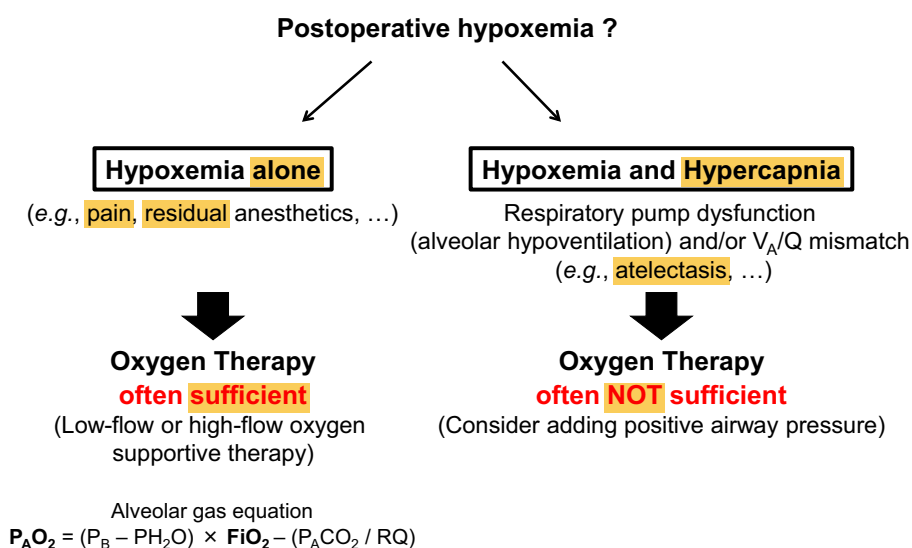 Postoperative hypoxemia ?
Hypoxemia alone
(e.g., pain, residual anesthetics, …)
Oxygen Therapy
often sufficient
(Low-flow or high-flow oxygen
supportive therapy)
Alveolar gas equation
PAO2 = (PB – PH2O) × FiO2 – (PACO2 / RQ)
Hypoxemia and Hypercapnia
Respiratory pump dysfunction
(alveolar hypoventilation) and/or VA/Q mismatch
(e.g., atelectasis, …)
Oxygen Therapy
often NOT sufficient
(Consider adding positive airway pressure)